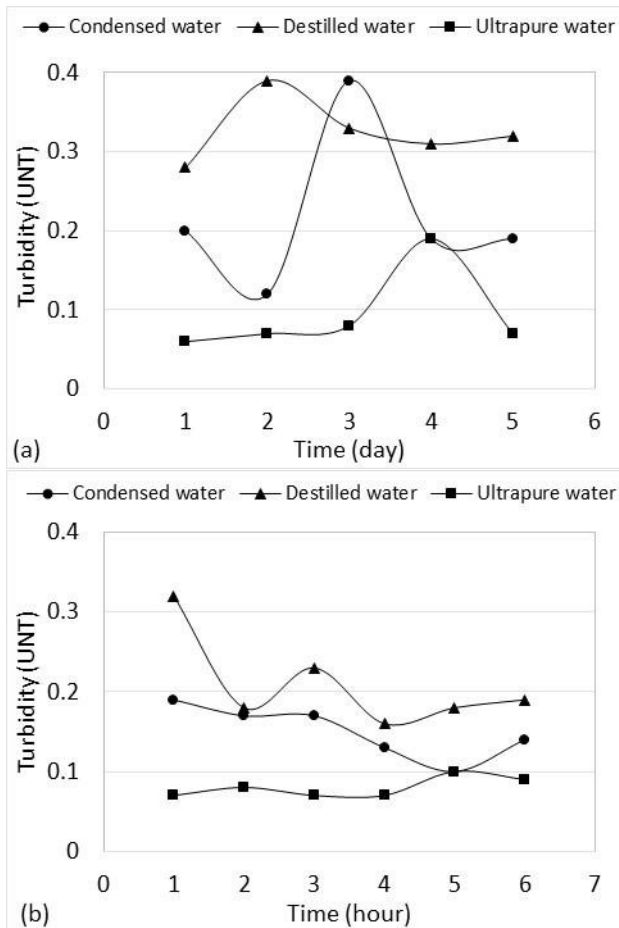 Condensed water Destilled water Ultrapure water
0.4
0.3
0.2
0.1
0
Turbidity (UNT)
0 1 2 3 4 5 6
(a) Time (day)
Condensed water Destilled water Ultrapure water
0.4
0.3
0.2
0.1
0
Turbidity (UNT)
0 1 2 3 4 5 6 7
(b) Time (hour)